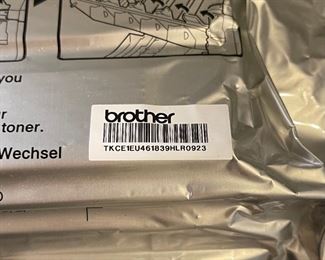 you
brother
TKCE1EU461839HLR0923
toner.
Wechsel